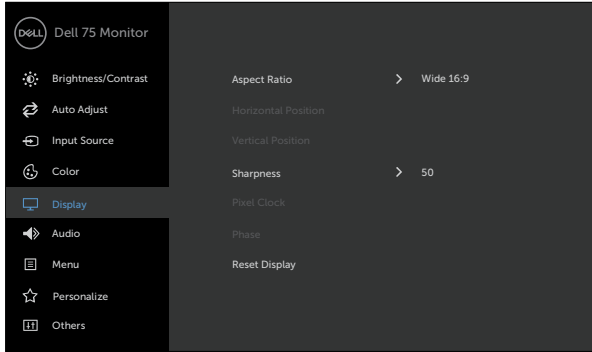 DELL Dell 75 Monitor
Brightness/Contrast
Auto Adjust
Input Source
Color
Display
Audio
Menu
Personalize
Others
Aspect Ratio > Wide 16:9
Horizontal Position
Vertical Position
Sharpness > 50
Pixel Clock
Phase
Reset Display